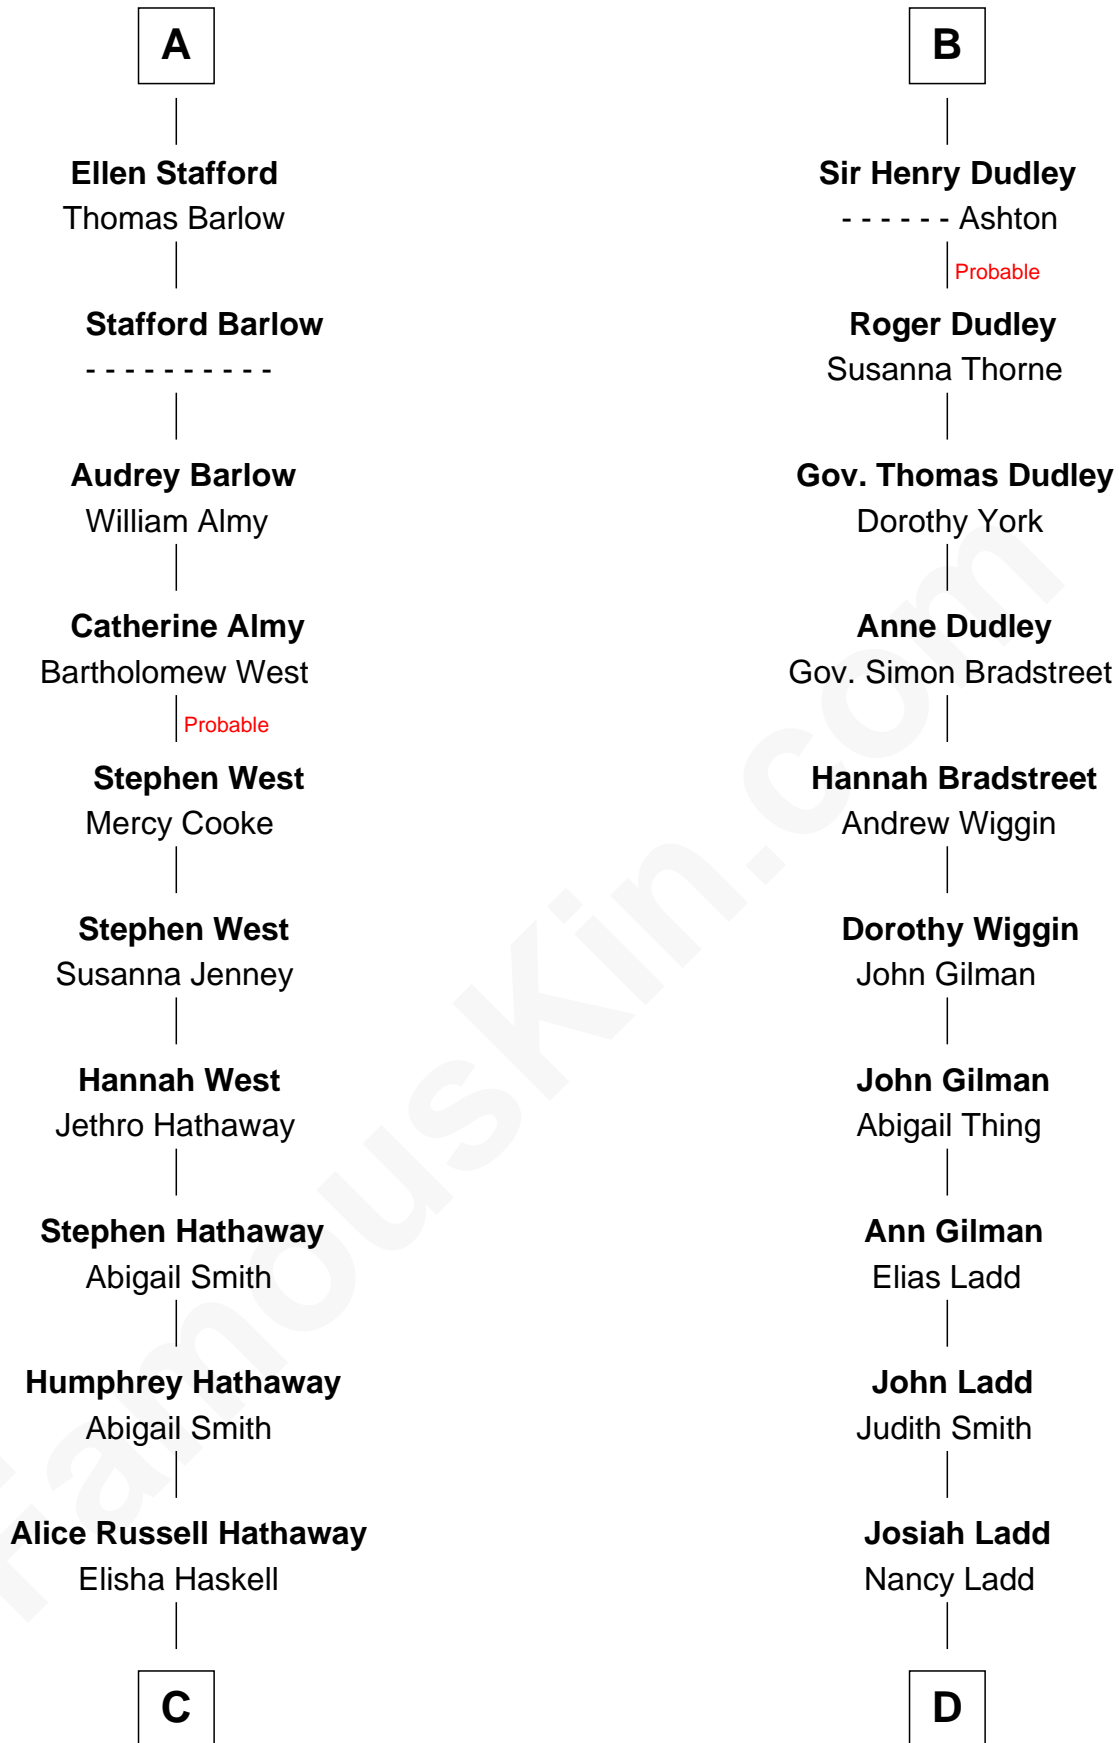 A
Ellen Stafford
Thomas Barlow
Stafford Barlow
- - - - - - - - - -
Audrey Barlow
William Almy
Catherine Almy
Bartholomew West
Probable
Stephen West
Mercy Cooke
Stephen West
Susanna Jenney
Hannah West
Jethro Hathaway
Stephen Hathaway
Abigail Smith
Humphrey Hathaway
Abigail Smith
Alice Russell Hathaway
Elisha Haskell
C
B
Sir Henry Dudley
- - - - - - Ashton
Probable
Roger Dudley
Susanna Thorne
Gov. Thomas Dudley
Dorothy York
Anne Dudley
Gov. Simon Bradstreet
Hannah Bradstreet
Andrew Wiggin
Dorothy Wiggin
John Gilman
John Gilman
Abigail Thing
Ann Gilman
Elias Ladd
John Ladd
Judith Smith
Josiah Ladd
Nancy Ladd
D
FamousKin.com